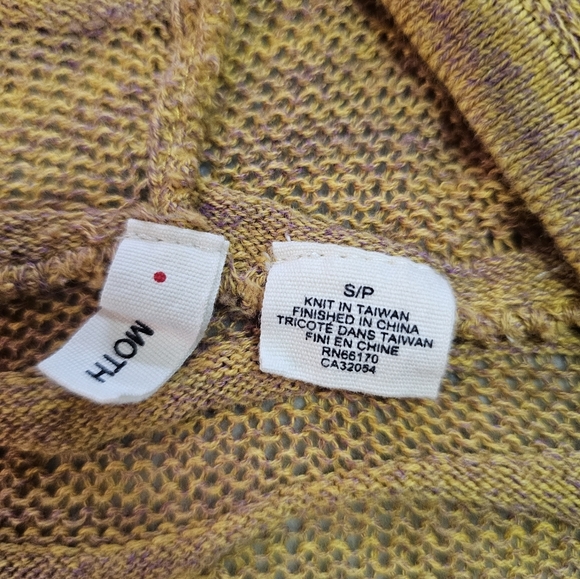 MOTH
S/P
KNIT IN TAIWAN
FINISHED IN CHINA
TRICOTÉ DANS TAIWAN
FINI EN CHINE
RN66170
CA32054